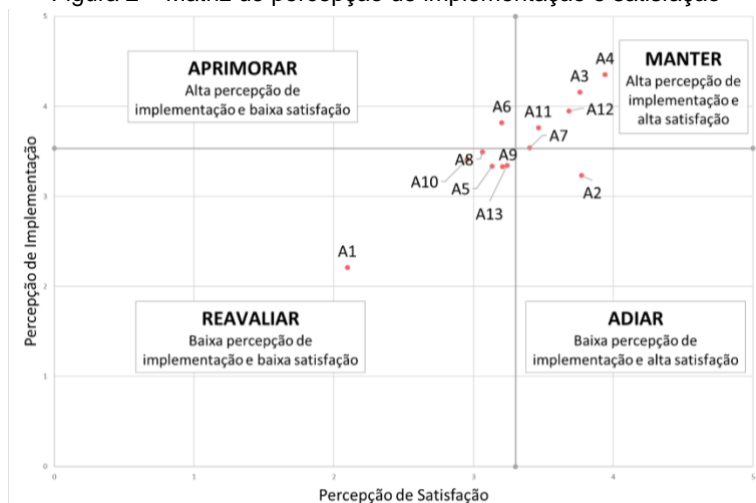 Figura 2 – Matriz de percepção de implementação e satisfação
5
APRIMORAR
Alta percepção de
implementação e baixa satisfação
MANTER
Alta percepção de
implementação e
alta satisfação
A4
A3
A6
A11
A12
4
A7
A8
A9
A10
A5
A13
A2
3
A1
2
REAVALIAR
Baixa percepção de
implementação e baixa satisfação
ADIAR
Baixa percepção de
implementação e alta satisfação
1
0
0
1
2
3
4
5
Percepção de Implementação
Percepção de Satisfação